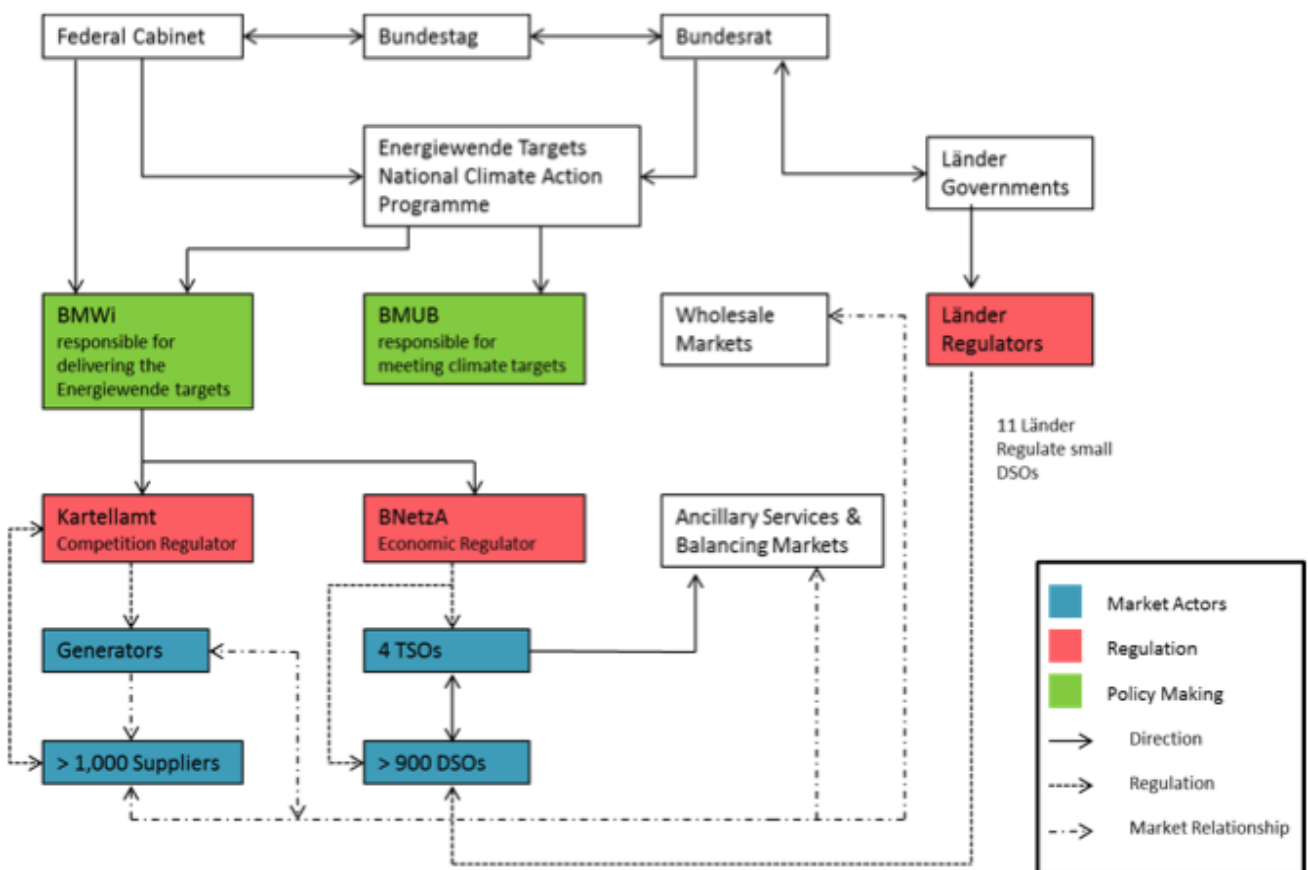 Federal Cabinet
Bundestag
Bundesrat
Energiewende Targets
National Climate Action
Programme
Länder
Governments
BMWi
responsible for
delivering the
Energiewende targets
BMUB
responsible for
meeting climate targets
Wholesale
Markets
Länder
Regulators
11 Länder
Regulate small
DSOs
Kartellamt
Competition Regulator
BNetzA
Economic Regulator
Ancillary Services &
Balancing Markets
Generators
4 TSOs
> 1,000 Suppliers
> 900 DSOs
Market Actors
Regulation
Policy Making
Direction
Regulation
Market Relationship